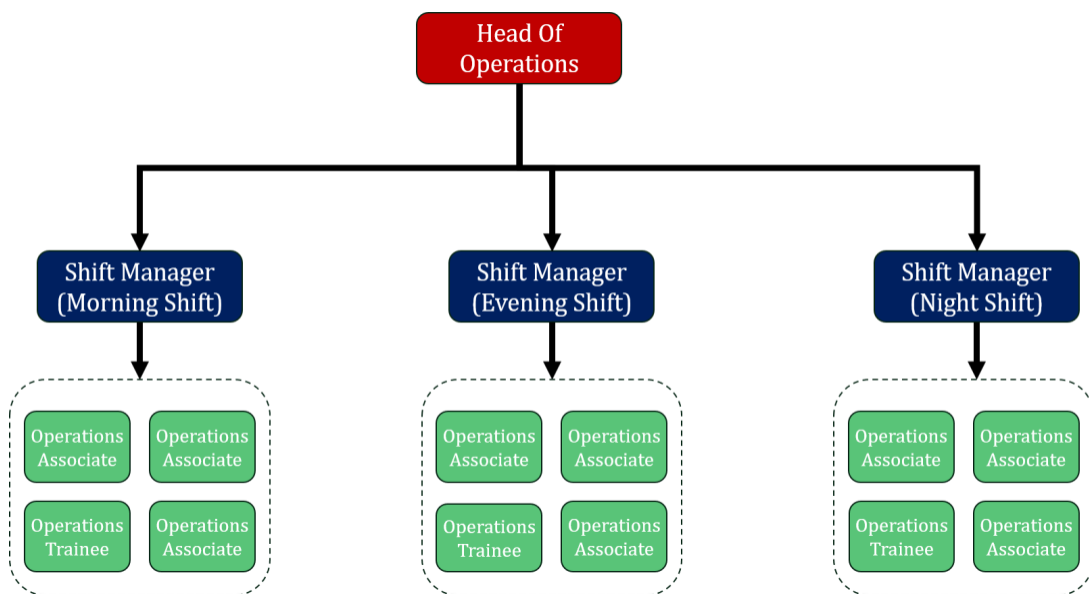 Head Of
Operations
Shift Manager
(Morning Shift)
Shift Manager
(Evening Shift)
Shift Manager
(Night Shift)
Operations
Associate
Operations
Associate
Operations
Trainee
Operations
Associate
Operations
Associate
Operations
Associate
Operations
Trainee
Operations
Associate
Operations
Associate
Operations
Associate
Operations
Trainee
Operations
Associate